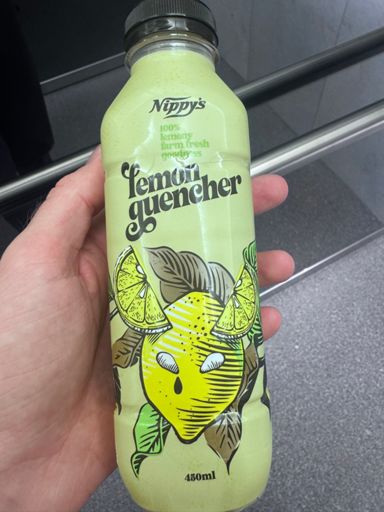 Nippy's
100%
lemony
farm fresh
goodness
lemon
quencher
450ml